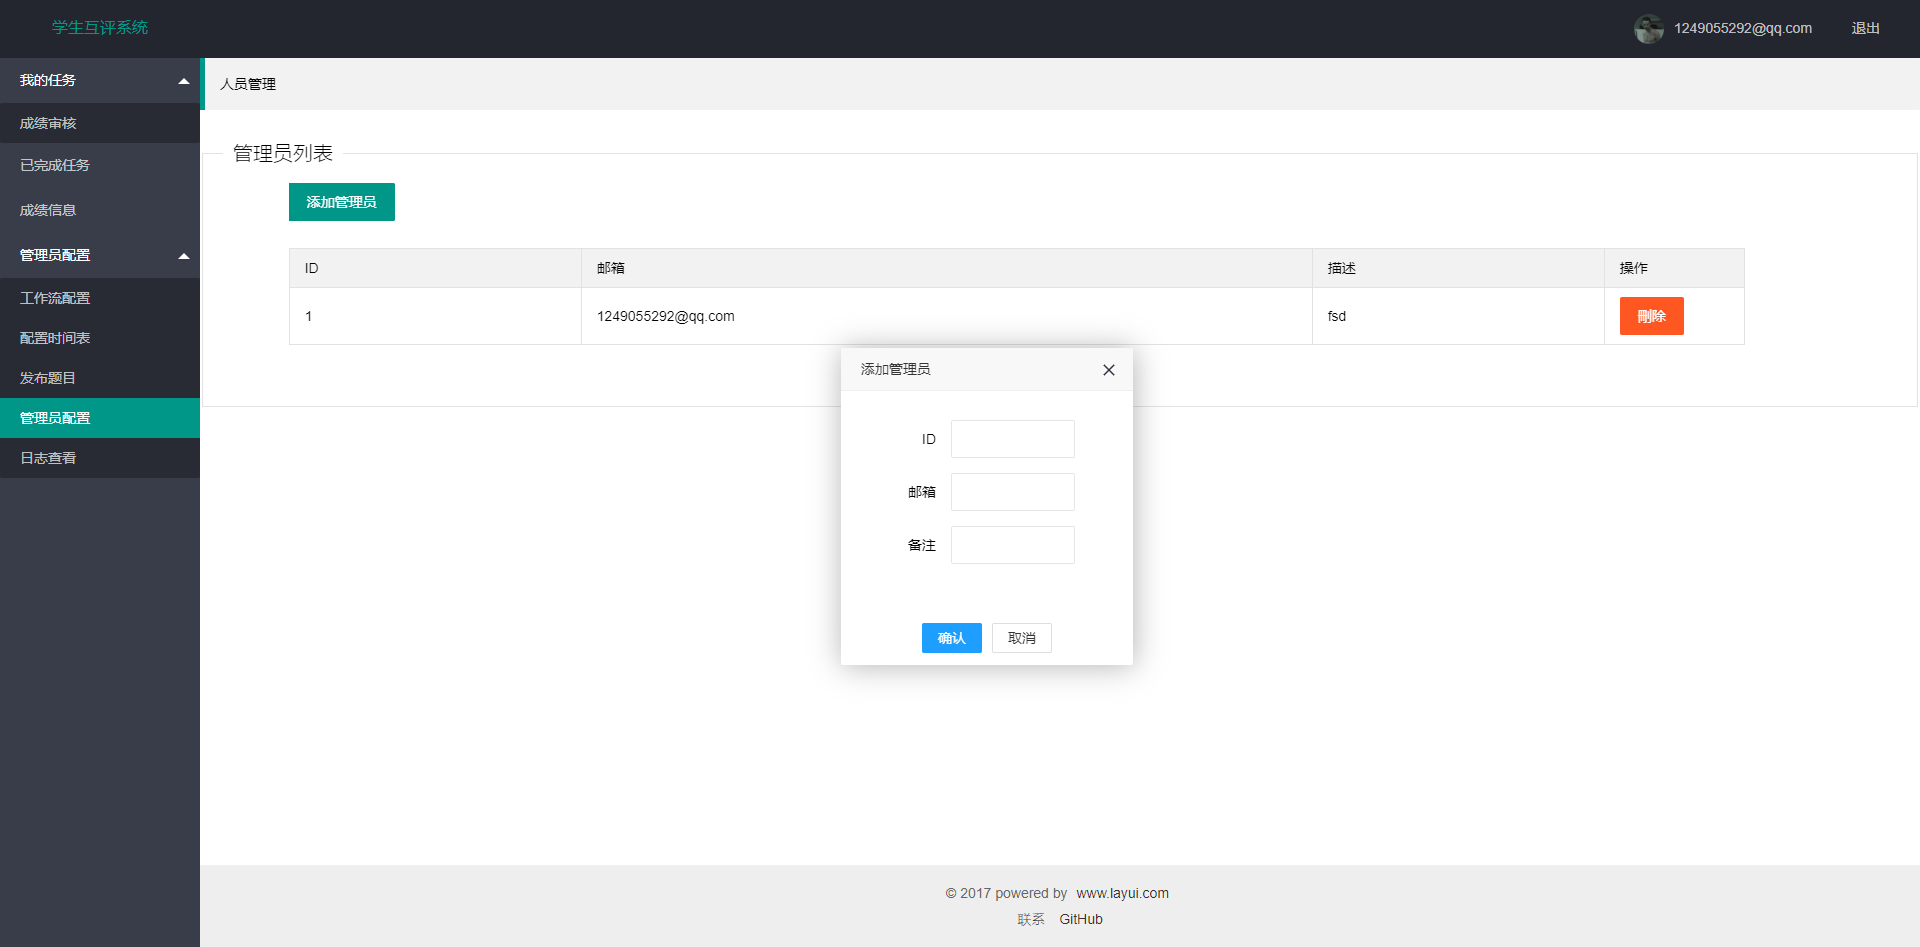 学生互评系统
1249055292@qq.com
退出
我的任务
成绩审核
已完成任务
成绩信息
管理员配置
工作流配置
配置时间表
发布题目
管理员配置
日志查看
人员管理
管理员列表
添加管理员
ID 邮箱 描述 操作
1 1249055292@qq.com fsd 刪除
添加管理员
ID
邮箱
备注
确认 取消
© 2017 powered by www.layui.com
联系 GitHub